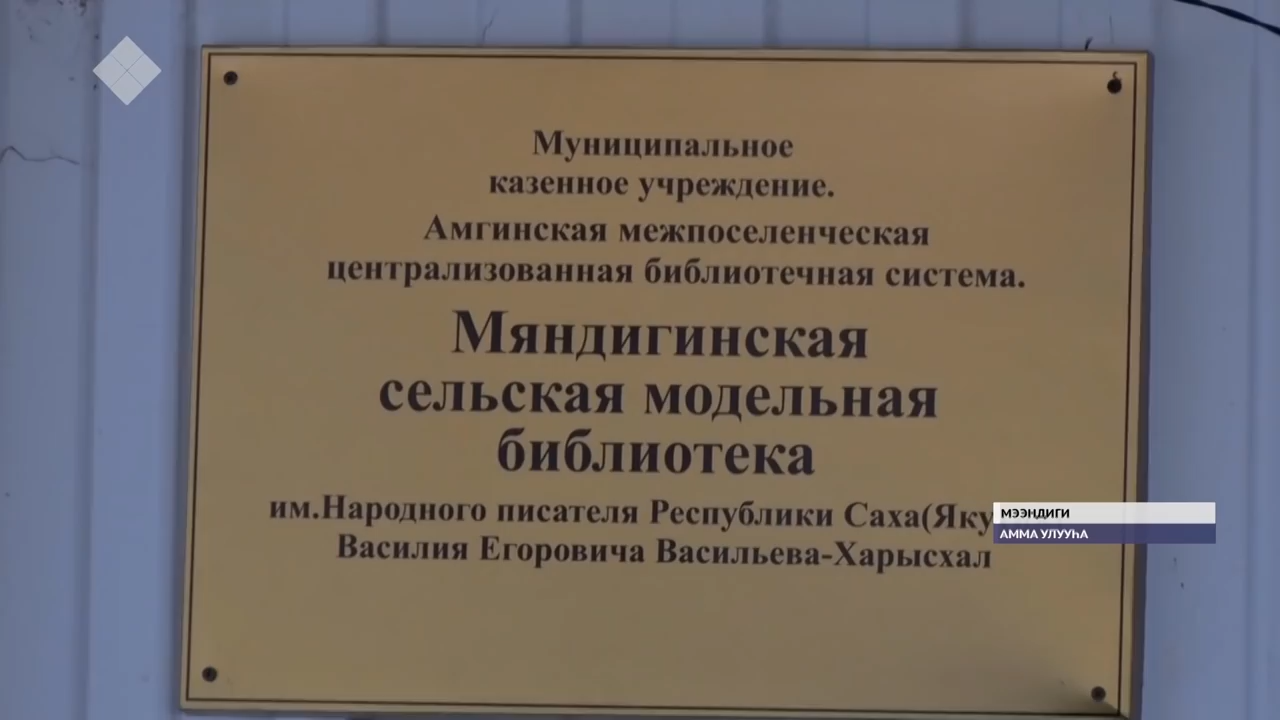 Муниципальное
казенное учреждение.
Амгинская межпоселенческая
централизованная библиотечная система.
Мяндигинская
сельская модельная
библиотека
им.Народного писателя Республики Саха
Василия Егоровича Васильева-Харысхал
МЭЭНДИГИ
АММА УЛУУҺА